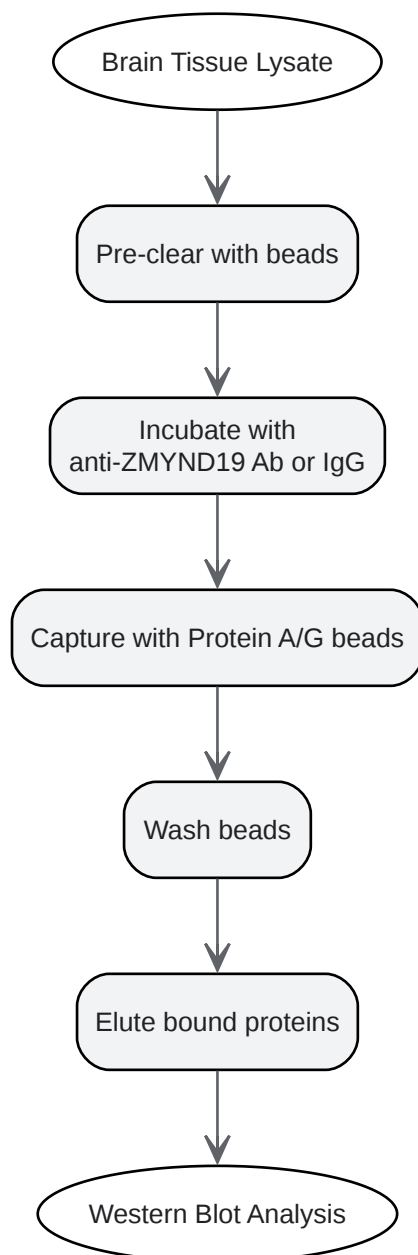 Brain Tissue Lysate
Pre-clear with beads
Incubate with
anti-ZMYND19 Ab or IgG
Capture with Protein A/G beads
Wash beads
Elute bound proteins
Western Blot Analysis